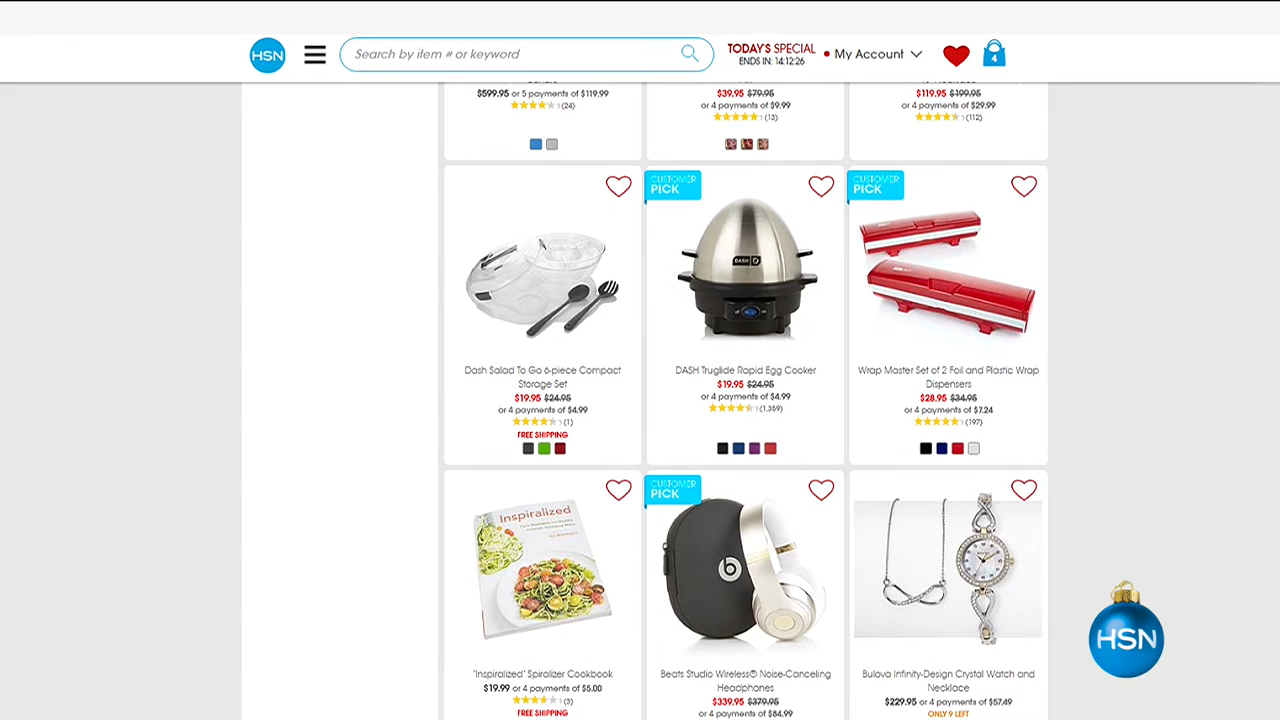 HSN
Search by item # or keyword
TODAY'S SPECIAL
ENDS IN: 14:12:26
My Account
4
$599.95 or 5 payments of $119.99
(24)
$39.95 $79.95
or 4 payments of $9.99
(13)
$119.95 $199.95
or 4 payments of $29.99
(112)
CUSTOMER
PICK
CUSTOMER
PICK
DASH
Dash Salad To Go 6-piece Compact
Storage Set
$19.95 $24.95
or 4 payments of $4.99
(1)
FREE SHIPPING
DASH Truglide Rapid Egg Cooker
$19.95 $24.95
or 4 payments of $4.99
(1,359)
Wrap Master Set of 2 Foil and Plastic Wrap
Dispensers
$28.95 $34.95
or 4 payments of $7.24
(197)
CUSTOMER
PICK
Inspiralized
b
"Inspiralized" Spiralizer Cookbook
$19.99 or 4 payments of $5.00
(3)
FREE SHIPPING
Beats Studio Wireless® Noise-Canceling
Headphones
$339.95 $379.95
or 4 payments of $84.99
Bulova Infinity-Design Crystal Watch and
Necklace
$229.95 or 4 payments of $57.49
ONLY 9 LEFT
HSN